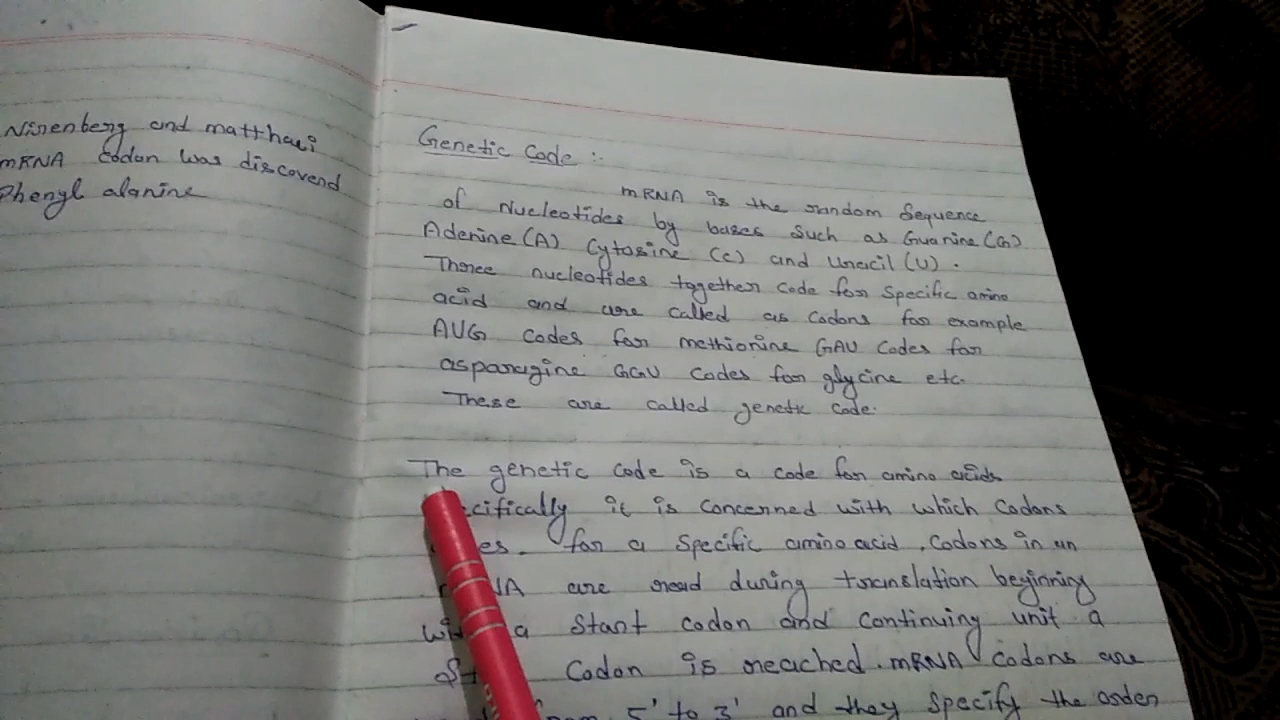 Nirenberg and matthaei
mRNA codon was discovered
Phenyl alanine
Genetic Code :-
mRNA is the random Sequence
of Nucleotides by bases such as Guanine (G)
Adenine (A) Cytosine (C) and Uracil (U).
Three nucleotides together Code for specific amino
acid and are called as Codons for example
AUG codes for methionine GAU Codes for
asparagine GGU Codes for glycine etc.
These are called genetic code.
The genetic Code is a code for amino acids
cifically it is Concerned with which Codons
es. for a specific amino acid. Codons in an
are read during translation beginning
a Start codon and Continuing unit a
Codon is reached. mRNA Codons are
5' to 3' and they specify the order